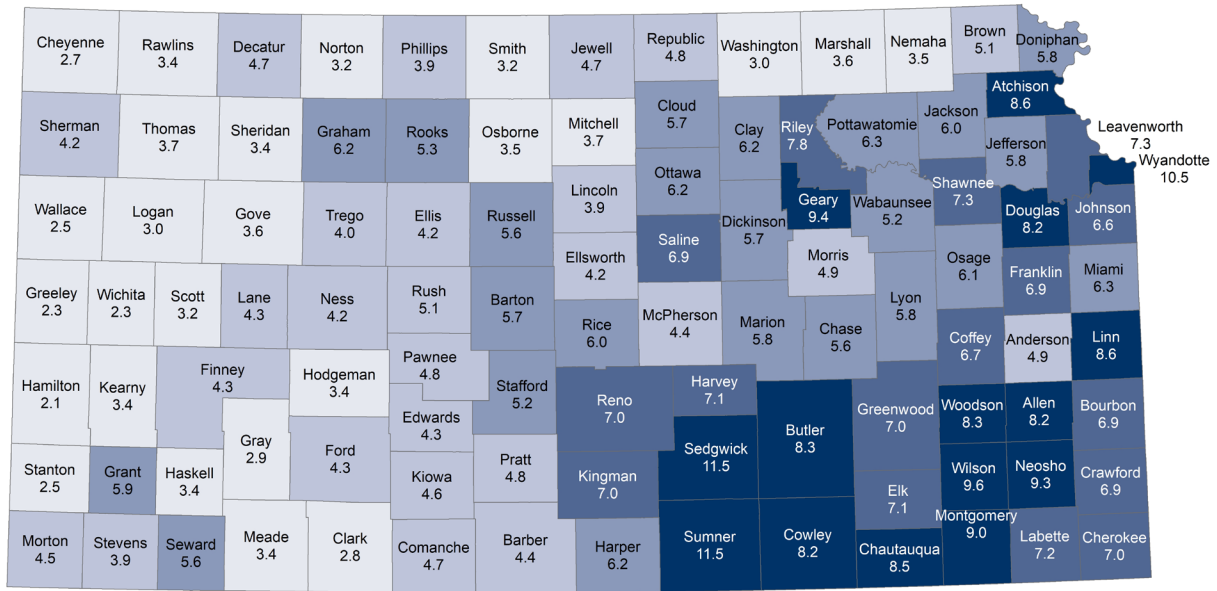 Cheyenne
2.7
Rawlins
3.4
Decatur
4.7
Norton
3.2
Phillips
3.9
Smith
3.2
Jewell
4.7
Republic
4.8
Washington
3.0
Marshall
3.6
Nemaha
3.5
Brown
5.1
Doniphan
5.8
Atchison
8.6
Sherman
4.2
Thomas
3.7
Sheridan
3.4
Graham
6.2
Rooks
5.3
Osborne
3.5
Mitchell
3.7
Cloud
5.7
Clay
6.2
Riley
7.8
Pottawatomie
6.3
Jackson
6.0
Jefferson
5.8
Leavenworth
7.3
Wyandotte
10.5
Wallace
2.5
Logan
3.0
Gove
3.6
Trego
4.0
Ellis
4.2
Russell
5.6
Lincoln
3.9
Ottawa
6.2
Saline
6.9
Dickinson
5.7
Geary
9.4
Wabaunsee
5.2
Shawnee
7.3
Douglas
8.2
Johnson
6.6
Ellsworth
4.2
Morris
4.9
Osage
6.1
Franklin
6.9
Miami
6.3
Greeley
2.3
Wichita
2.3
Scott
3.2
Lane
4.3
Ness
4.2
Rush
5.1
Barton
5.7
Rice
6.0
McPherson
4.4
Marion
5.8
Chase
5.6
Lyon
5.8
Coffey
6.7
Anderson
4.9
Linn
8.6
Hamilton
2.1
Kearny
3.4
Finney
4.3
Hodgeman
3.4
Pawnee
4.8
Stafford
5.2
Edwards
4.3
Reno
7.0
Harvey
7.1
Butler
8.3
Greenwood
7.0
Woodson
8.3
Allen
8.2
Bourbon
6.9
Gray
2.9
Ford
4.3
Stanton
2.5
Grant
5.9
Haskell
3.4
Kiowa
4.6
Pratt
4.8
Kingman
7.0
Sedgwick
11.5
Elk
7.1
Wilson
9.6
Neosho
9.3
Crawford
6.9
Morton
4.5
Stevens
3.9
Seward
5.6
Meade
3.4
Clark
2.8
Comanche
4.7
Barber
4.4
Harper
6.2
Sumner
11.5
Cowley
8.2
Chautauqua
8.5
Montgomery
9.0
Labette
7.2
Cherokee
7.0